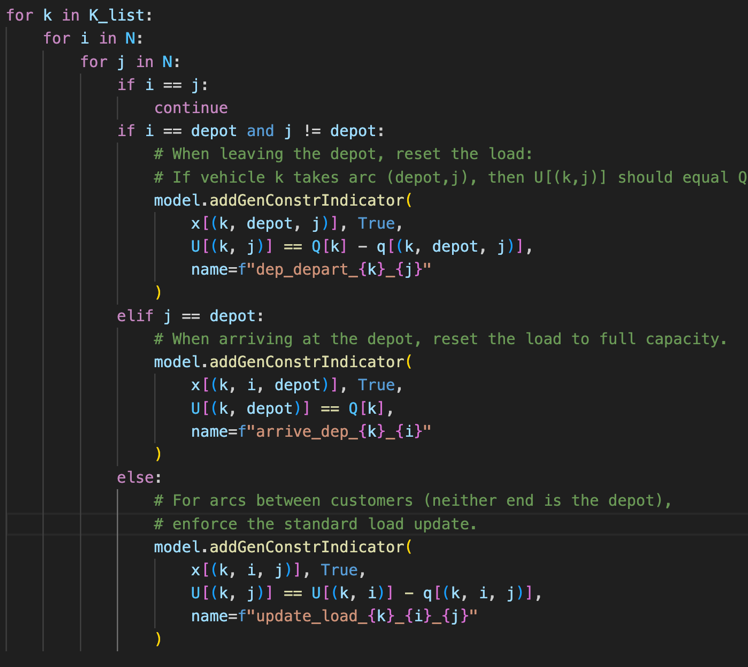 for k in K_list:
    for i in N:
        for j in N:
            if i == j:
                continue
            if i == depot and j != depot:
                # When leaving the depot, reset the load:
                # If vehicle k takes arc (depot,j), then U[(k,j)] should equal Q
                model.addGenConstrIndicator(
                    x[(k, depot, j)], True,
                    U[(k, j)] == Q[k] - q[(k, depot, j)],
                    name=f"dep_depart_{k}_{j}"
                )
            elif j == depot:
                # When arriving at the depot, reset the load to full capacity.
                model.addGenConstrIndicator(
                    x[(k, i, depot)], True,
                    U[(k, depot)] == Q[k],
                    name=f"arrive_dep_{k}_{i}"
                )
            else:
                # For arcs between customers (neither end is the depot),
                # enforce the standard load update.
                model.addGenConstrIndicator(
                    x[(k, i, j)], True,
                    U[(k, j)] == U[(k, i)] - q[(k, i, j)],
                    name=f"update_load_{k}_{i}_{j}"
                )